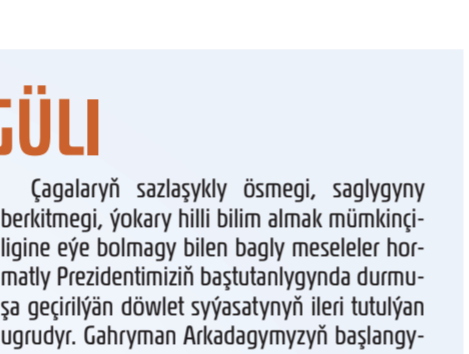 GÜLI
Çagalaryň sazlaşykly ösmegi, saglygyny
berkitmegi, ýokary hilli bilim almak mümkinçi-
ligine eýe bolmagy bilen bagly meseleler hor-
matly Prezidentimiziň baştutanlygynda durmu-
şa geçirilýän döwlet syýasatynyň ileri tutulýan
ugrudyr. Gahryman Arkadagymyzyň başlangy-